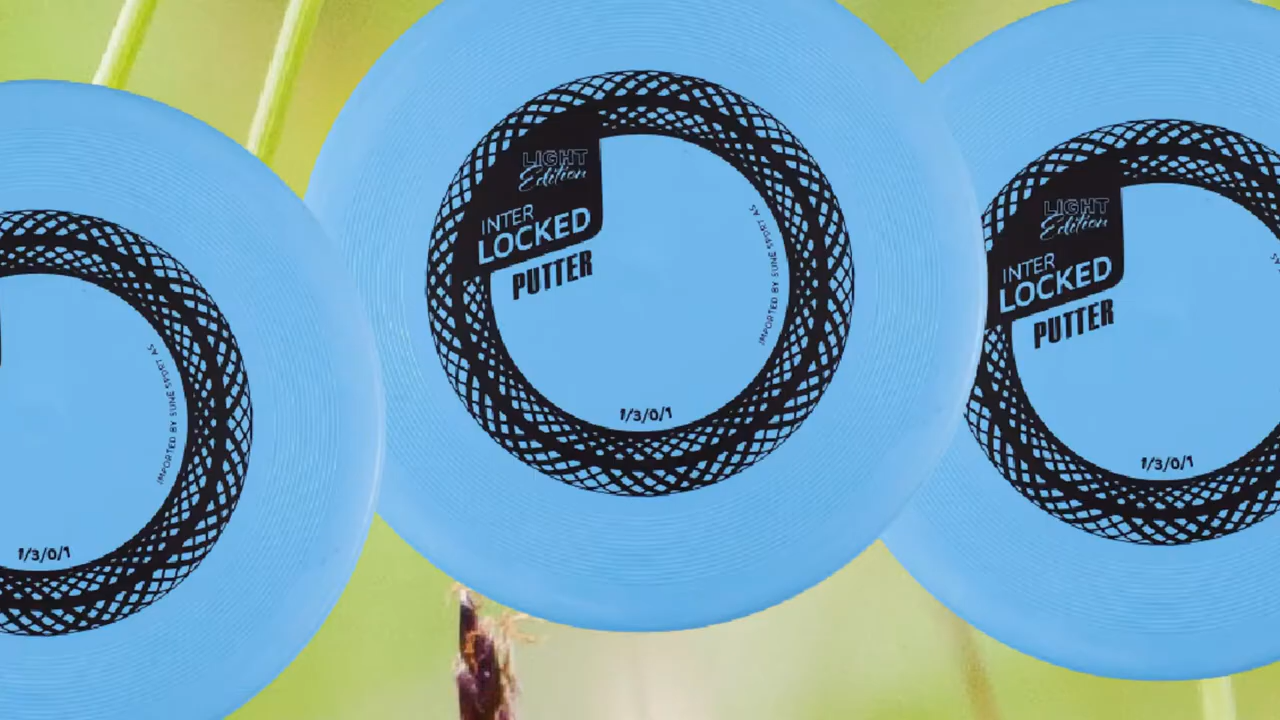 LIGHT
Edition
INTER
LOCKED
PUTTER
IMPORTED BY SUNE SPORT AS
1/3/0/1
LIGHT
Edition
INTER
LOCKED
PUTTER
1/3/0/1
IMPORTED BY SUNE SPORT AS
1/3/0/1